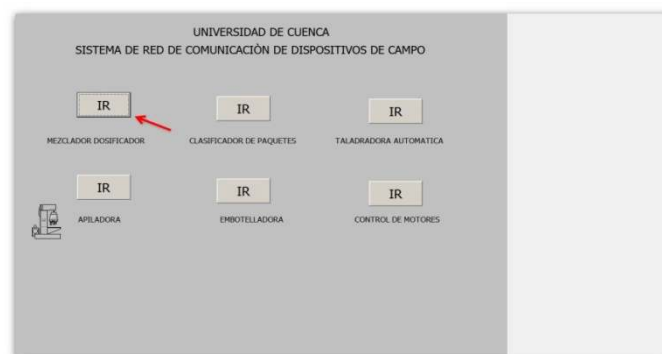 UNIVERSIDAD DE CUENCA
SISTEMA DE RED DE COMUNICACIÒN DE DISPOSITIVOS DE CAMPO
IR IR IR
MEZCLADOR DOSIFICADOR CLASIFICADOR DE PAQUETES TALADRADORA AUTOMATICA
IR IR IR
APILADORA EMBOTELLADORA CONTROL DE MOTORES